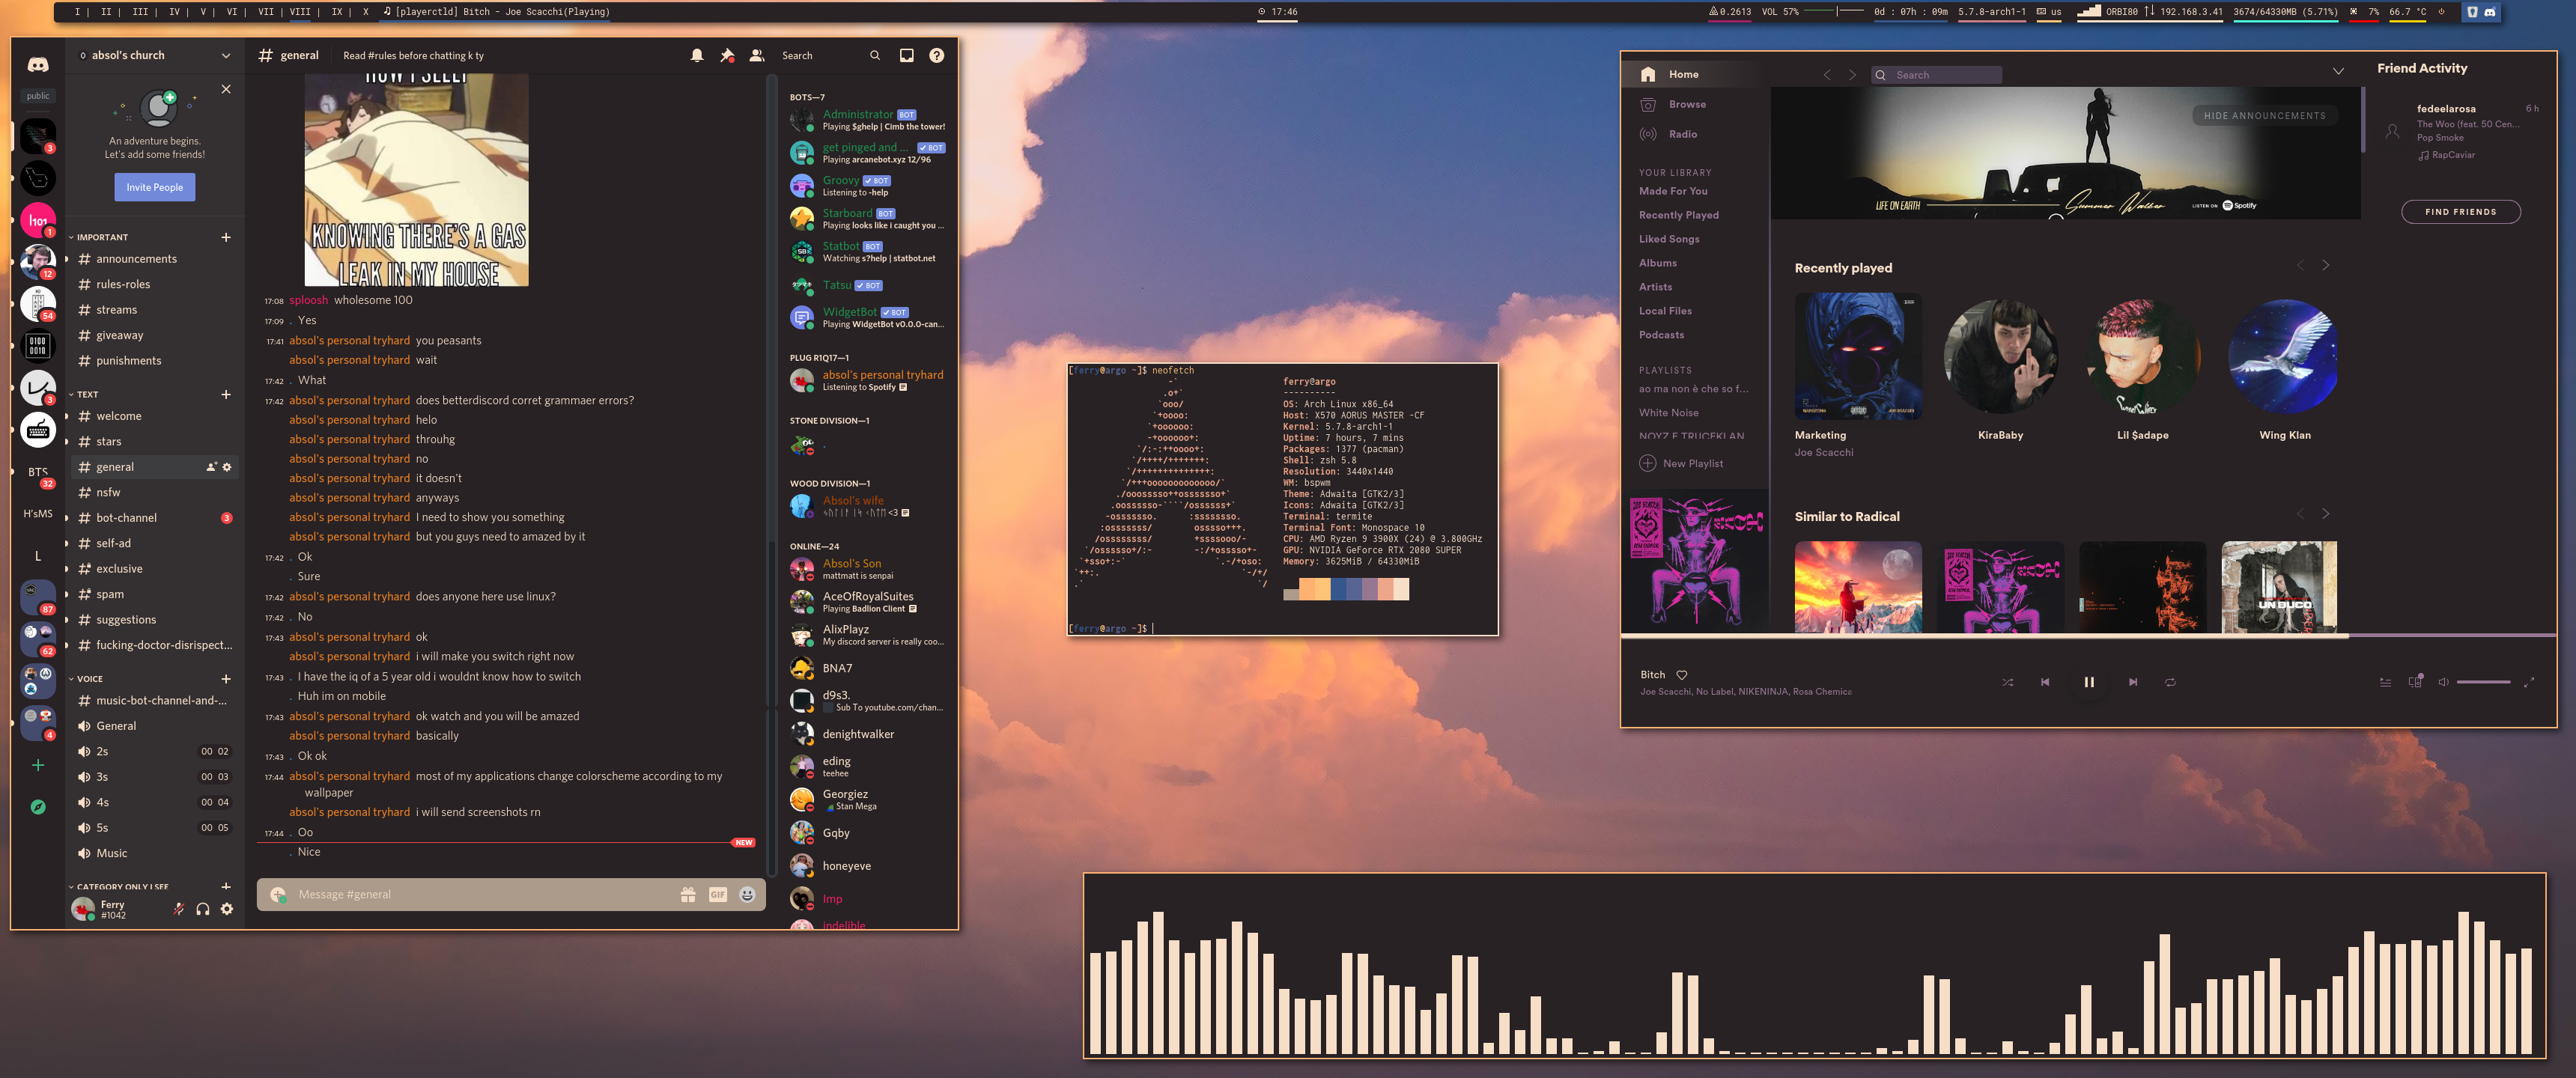 I | II | III | IV | V | VI | VII | VIII | IX | X [playerctld] Bitch - Joe Scacchi(Playing)
17:46
0.2613 VOL 57% 0d : 07h : 09m 5.7.8-arch1-1 us ORBI80 192.168.3.41 3674/64330MB (5.71%) 7% 66.7 °C
absol's church
public
An adventure begins.
Let's add some friends!
Invite People
IMPORTANT
announcements
rules-roles
streams
giveaway
punishments
TEXT
welcome
stars
general
nsfw
bot-channel 3
self-ad
exclusive
spam
suggestions
fucking-doctor-disrispect...
VOICE
music-bot-channel-and-...
General
2s 00 02
3s 00 03
4s 00 04
5s 00 05
Music
CATEGORY ONLY I SEE
Ferry
#1042
3
1101
1
12
54
0100
0010
3
BTS
32
H'sMS
L
87
62
4
# general Read #rules before chatting k ty
Search
HOW I SLEEP
KNOWING THERE'S A GAS
LEAK IN MY HOUSE
17:08 sploosh wholesome 100
17:09 . Yes
17:41 absol's personal tryhard you peasants
absol's personal tryhard wait
17:42 . What
17:42 absol's personal tryhard does betterdiscord corret grammaer errors?
absol's personal tryhard helo
absol's personal tryhard throuhg
absol's personal tryhard no
absol's personal tryhard it doesn't
absol's personal tryhard anyways
absol's personal tryhard I need to show you something
absol's personal tryhard but you guys need to amazed by it
17:42 . Ok
. Sure
17:42 absol's personal tryhard does anyone here use linux?
17:42 . No
17:43 absol's personal tryhard ok
absol's personal tryhard i will make you switch right now
17:43 . I have the iq of a 5 year old i wouldnt know how to switch
. Huh im on mobile
17:43 absol's personal tryhard ok watch and you will be amazed
absol's personal tryhard basically
17:43 . Ok ok
17:44 absol's personal tryhard most of my applications change colorscheme according to my
wallpaper
absol's personal tryhard i will send screenshots rn
17:44 . Oo
NEW
. Nice
Message #general
GIF
BOTS—7
Administrator BOT
Playing $ghelp | Cimb the tower!
get pinged and ... BOT
Playing arcanebot.xyz 12/96
Groovy BOT
Listening to -help
Starboard BOT
Playing looks like i caught you ...
Statbot BOT
Watching s?help | statbot.net
Tatsu BOT
WidgetBot BOT
Playing WidgetBot v0.0.0-can...
PLUG R1Q17—1
absol's personal tryhard
Listening to Spotify
STONE DIVISION—1
.
WOOD DIVISION—1
Absol's wife
<3
ONLINE—24
Absol's Son
mattmatt is senpai
AceOfRoyalSuites
Playing Badlion Client
AlixPlayz
My discord server is really coo...
BNA7
d9s3.
Sub To youtube.com/chan...
denightwalker
eding
teehee
Georgiez
Stan Mega
Gqby
honeyeve
Imp
indelible
[ferry@argo ~]$ neofetch
ferry@argo
----------
OS: Arch Linux x86_64
Host: X570 AORUS MASTER -CF
Kernel: 5.7.8-arch1-1
Uptime: 7 hours, 7 mins
Packages: 1377 (pacman)
Shell: zsh 5.8
Resolution: 3440x1440
WM: bspwm
Theme: Adwaita [GTK2/3]
Icons: Adwaita [GTK2/3]
Terminal: termite
Terminal Font: Monospace 10
CPU: AMD Ryzen 9 3900X (24) @ 3.800GHz
GPU: NVIDIA GeForce RTX 2080 SUPER
Memory: 3625MiB / 64330MiB
[ferry@argo ~]$
Home
Browse
Radio
YOUR LIBRARY
Made For You
Recently Played
Liked Songs
Albums
Artists
Local Files
Podcasts
PLAYLISTS
ao ma non è che so f...
White Noise
NOYZ E TRUCEKLAN
New Playlist
Search
HIDE ANNOUNCEMENTS
LIFE ON EARTH Summer Walker LISTEN ON Spotify
Recently played
Marketing
Joe Scacchi
KiraBaby
Lil $adape
Wing Klan
Similar to Radical
UN BUCO
Friend Activity
fedeelarosa 6 h
The Woo (feat. 50 Cen...
Pop Smoke
RapCaviar
FIND FRIENDS
Bitch
Joe Scacchi, No Label, NIKENINJA, Rosa Chemica